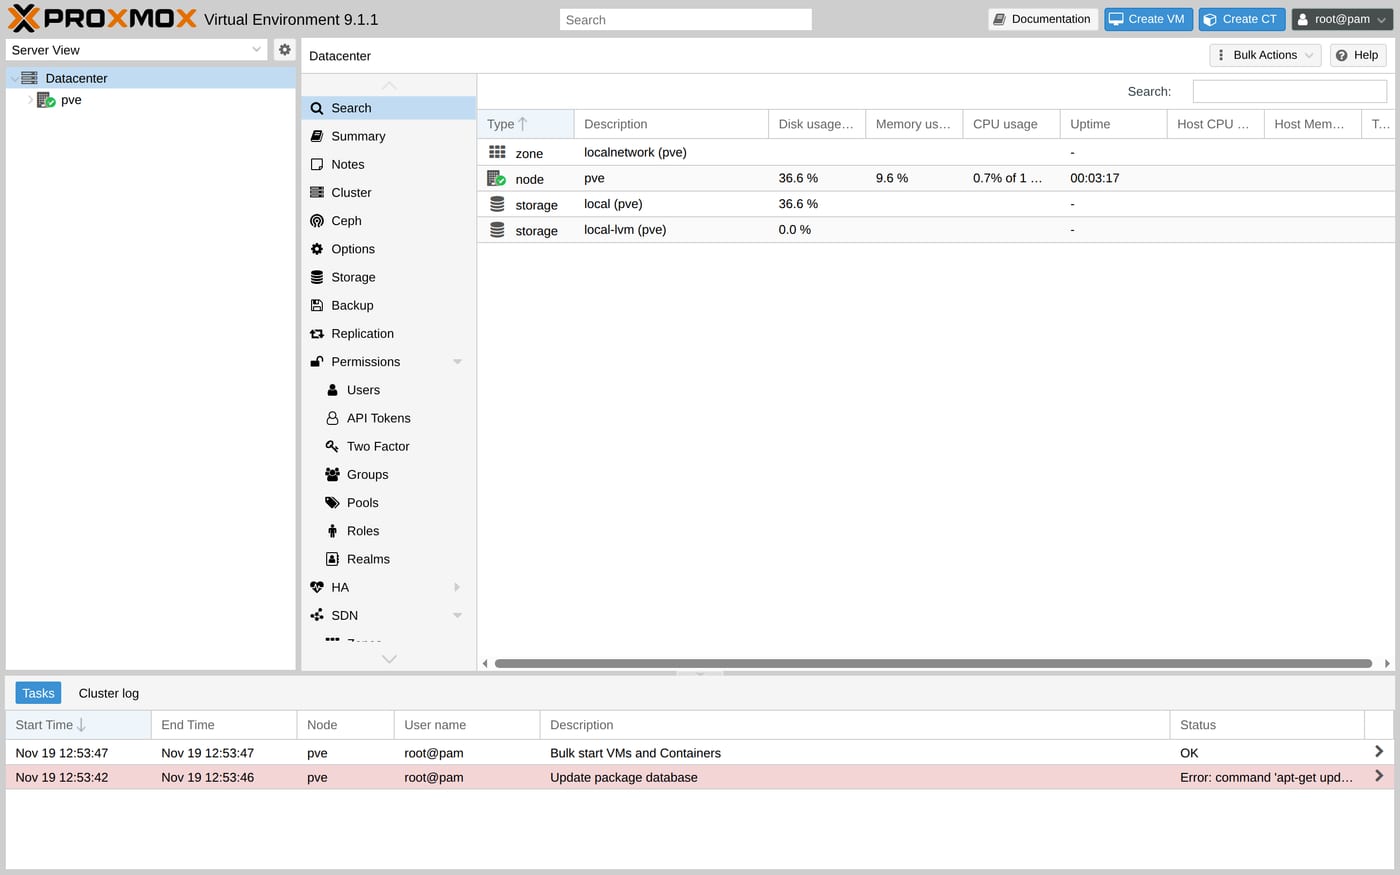 PROXMOX Virtual Environment 9.1.1 Search Documentation Create VM Create CT root@pam
Server View
Datacenter
pve
Datacenter Bulk Actions Help
Search
Summary
Notes
Cluster
Ceph
Options
Storage
Backup
Replication
Permissions
Users
API Tokens
Two Factor
Groups
Pools
Roles
Realms
HA
SDN
Zones
Search:
Type Description Disk usage... Memory us... CPU usage Uptime Host CPU ... Host Mem... T...
zone localnetwork (pve) -
node pve 36.6 % 9.6 % 0.7% of 1 ... 00:03:17
storage local (pve) 36.6 % -
storage local-lvm (pve) 0.0 % -
Tasks Cluster log
Start Time End Time Node User name Description Status
Nov 19 12:53:47 Nov 19 12:53:47 pve root@pam Bulk start VMs and Containers OK
Nov 19 12:53:42 Nov 19 12:53:46 pve root@pam Update package database Error: command 'apt-get upd...